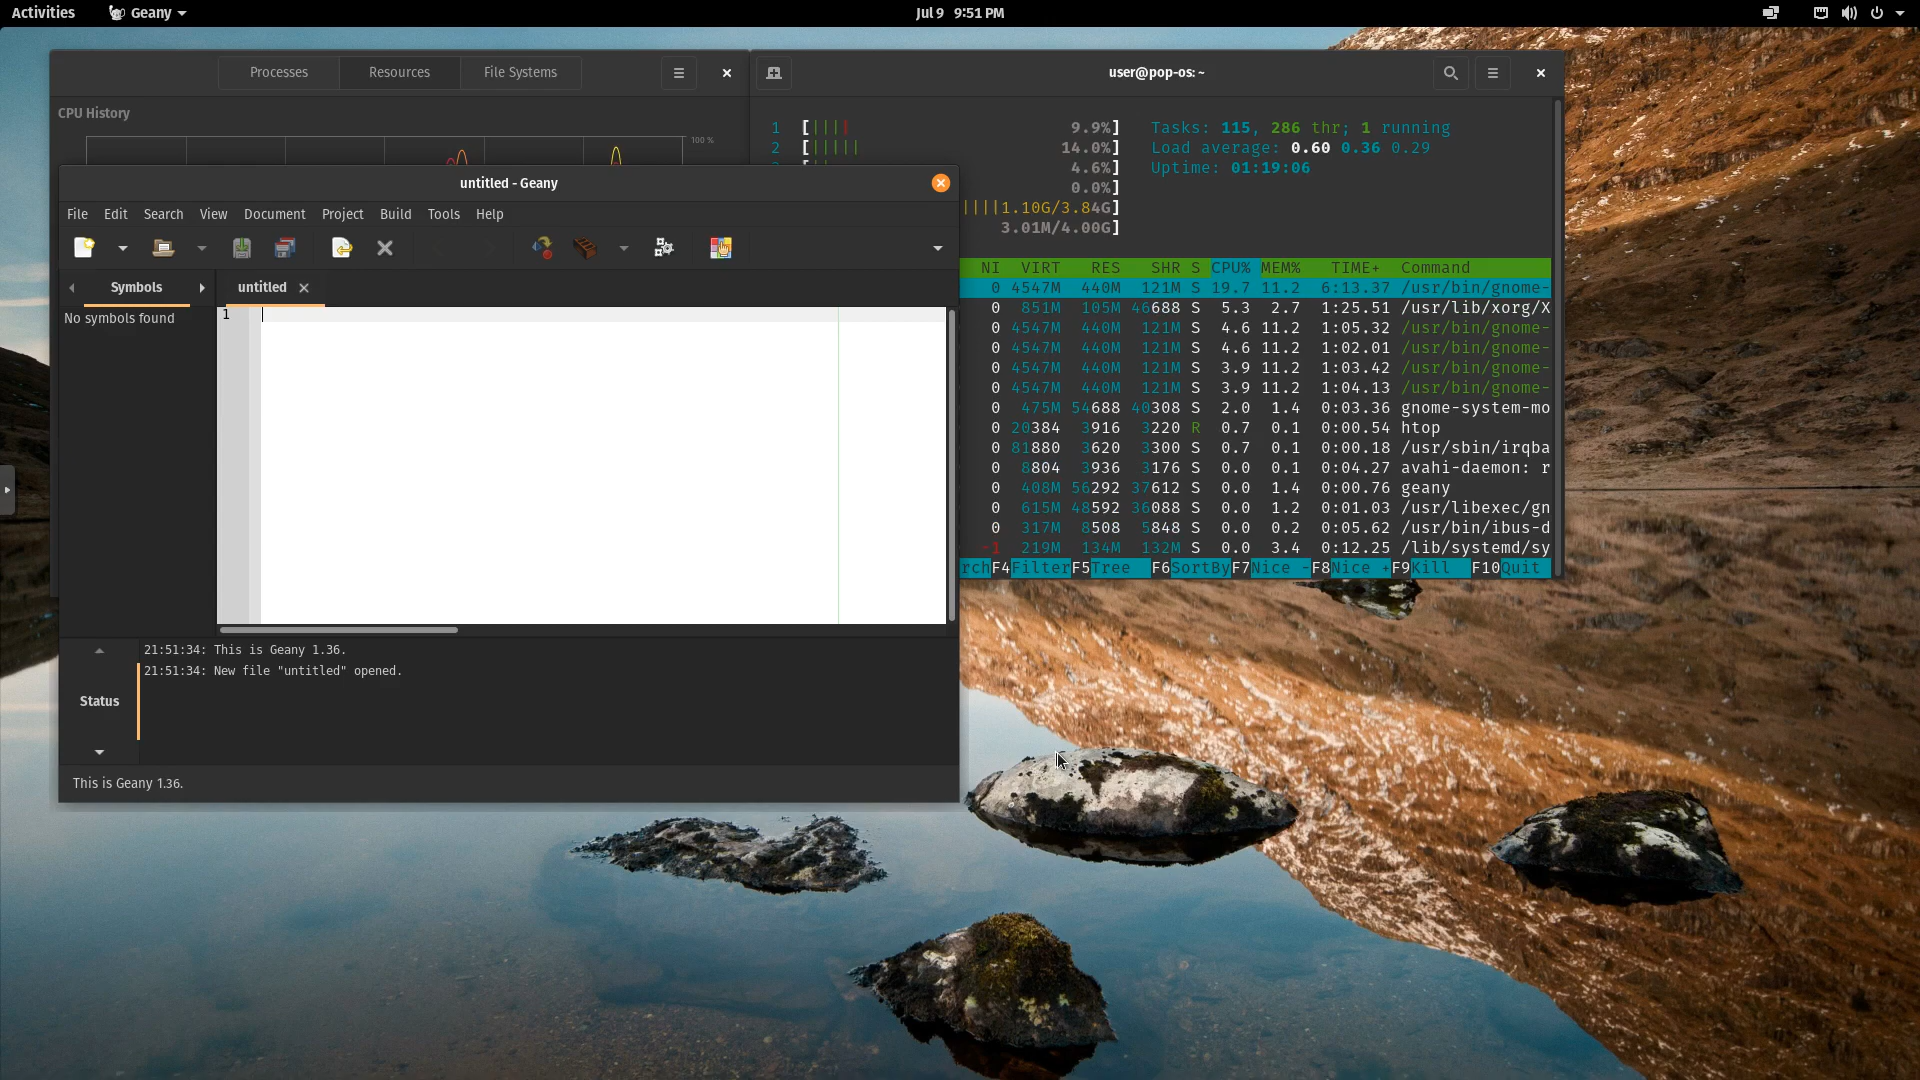 Activities
Geany
Jul 9 9:51 PM
Processes
Resources
File Systems
CPU History
100 %
user@pop-os: ~
1 [|||| 9.9%] Tasks: 115, 286 thr; 1 running
2 [||||| 14.0%] Load average: 0.60 0.36 0.29
4.6%] Uptime: 01:19:06
0.0%]
||||1.10G/3.84G]
3.01M/4.00G]
NI VIRT RES SHR S CPU% MEM% TIME+ Command
0 4547M 440M 121M S 19.7 11.2 6:13.37 /usr/bin/gnome-
0 851M 105M 46688 S 5.3 2.7 1:25.51 /usr/lib/xorg/X
0 4547M 440M 121M S 4.6 11.2 1:05.32 /usr/bin/gnome-
0 4547M 440M 121M S 4.6 11.2 1:02.01 /usr/bin/gnome-
0 4547M 440M 121M S 3.9 11.2 1:03.42 /usr/bin/gnome-
0 4547M 440M 121M S 3.9 11.2 1:04.13 /usr/bin/gnome-
0 475M 54688 40308 S 2.0 1.4 0:03.36 gnome-system-mo
0 20384 3916 3220 R 0.7 0.1 0:00.54 htop
0 81880 3620 3300 S 0.7 0.1 0:00.18 /usr/sbin/irqba
0 8804 3936 3176 S 0.0 0.1 0:04.27 avahi-daemon: r
0 408M 56292 37612 S 0.0 1.4 0:00.76 geany
0 615M 48592 36088 S 0.0 1.2 0:01.03 /usr/libexec/gn
0 317M 8508 5848 S 0.0 0.2 0:05.62 /usr/bin/ibus-d
-1 219M 134M 132M S 0.0 3.4 0:12.25 /lib/systemd/sy
rchF4FilterF5Tree F6SortByF7Nice -F8Nice +F9Kill F10Quit
untitled - Geany
File Edit Search View Document Project Build Tools Help
Symbols
untitled
No symbols found
1
21:51:34: This is Geany 1.36.
21:51:34: New file "untitled" opened.
Status
This is Geany 1.36.